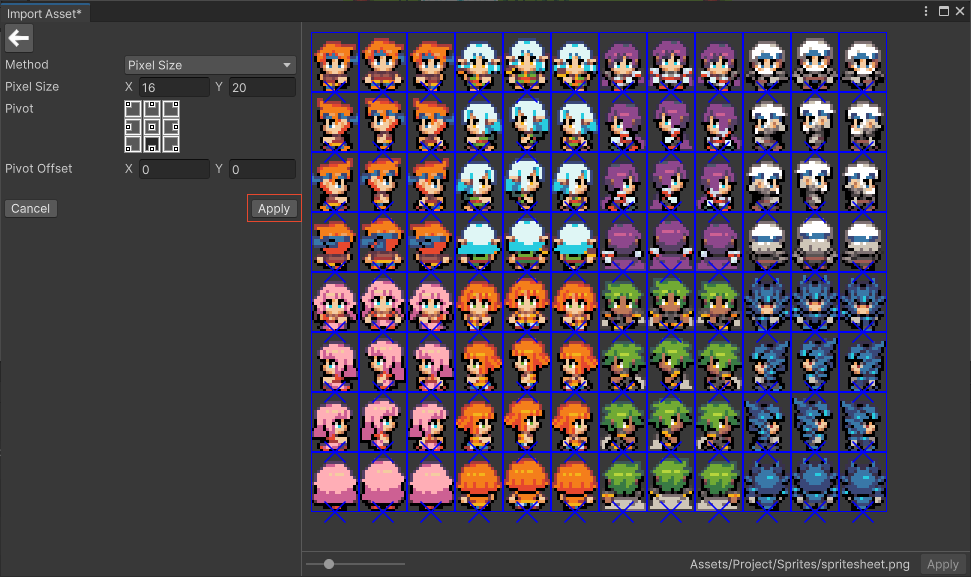 Import Asset*
Method Pixel Size
Pixel Size X 16 Y 20
Pivot
Pivot Offset X 0 Y 0
Cancel Apply
Assets/Project/Sprites/spritesheet.png Apply